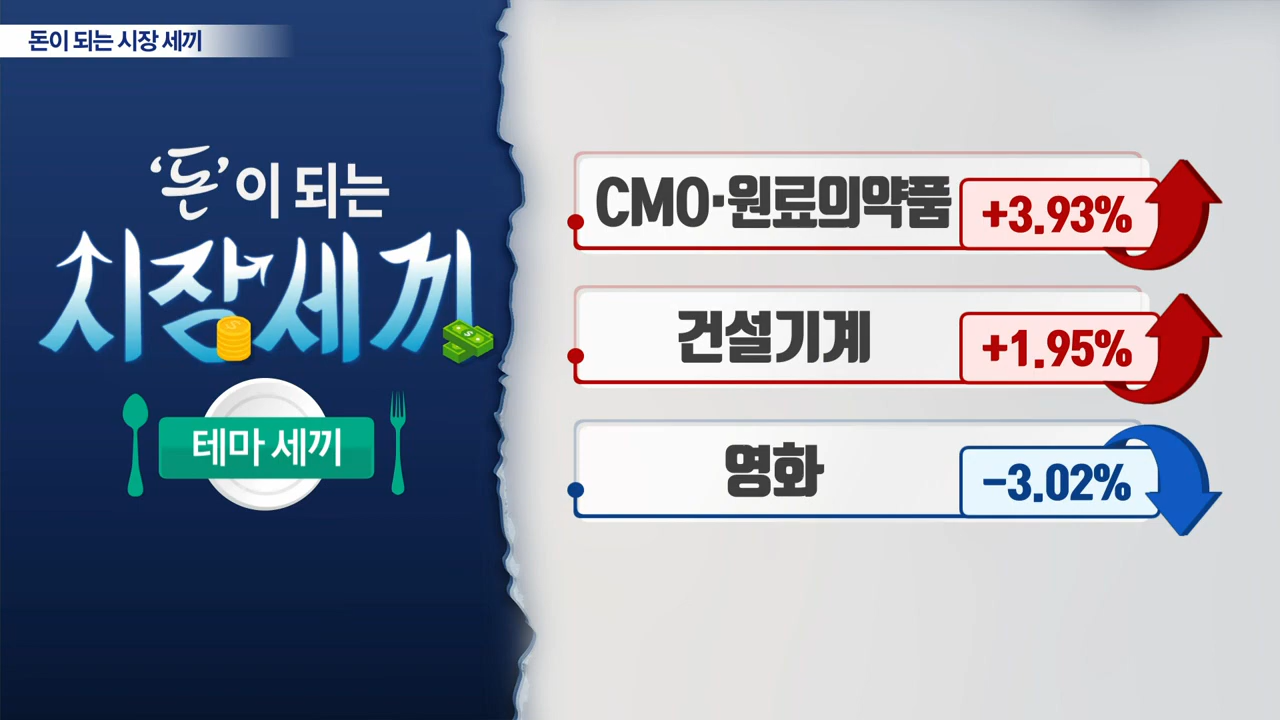 돈이 되는 시장 세끼
‘돈’이 되는
시장세끼
테마 세끼
CMO·원료의약품
+3.93%
건설기계
+1.95%
영화
-3.02%